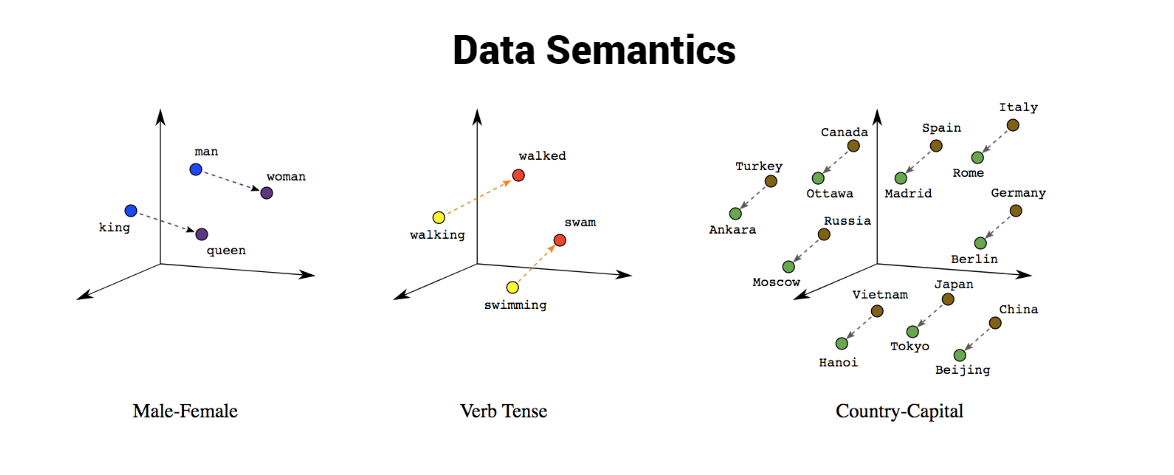 Data Semantics
man
woman
king
queen
Male-Female
walked
walking
swam
swimming
Verb Tense
Italy
Spain
Canada
Rome
Turkey
Ottawa
Madrid
Germany
Ankara
Russia
Berlin
Moscow
Japan
Vietnam
China
Tokyo
Hanoi
Beijing
Country-Capital